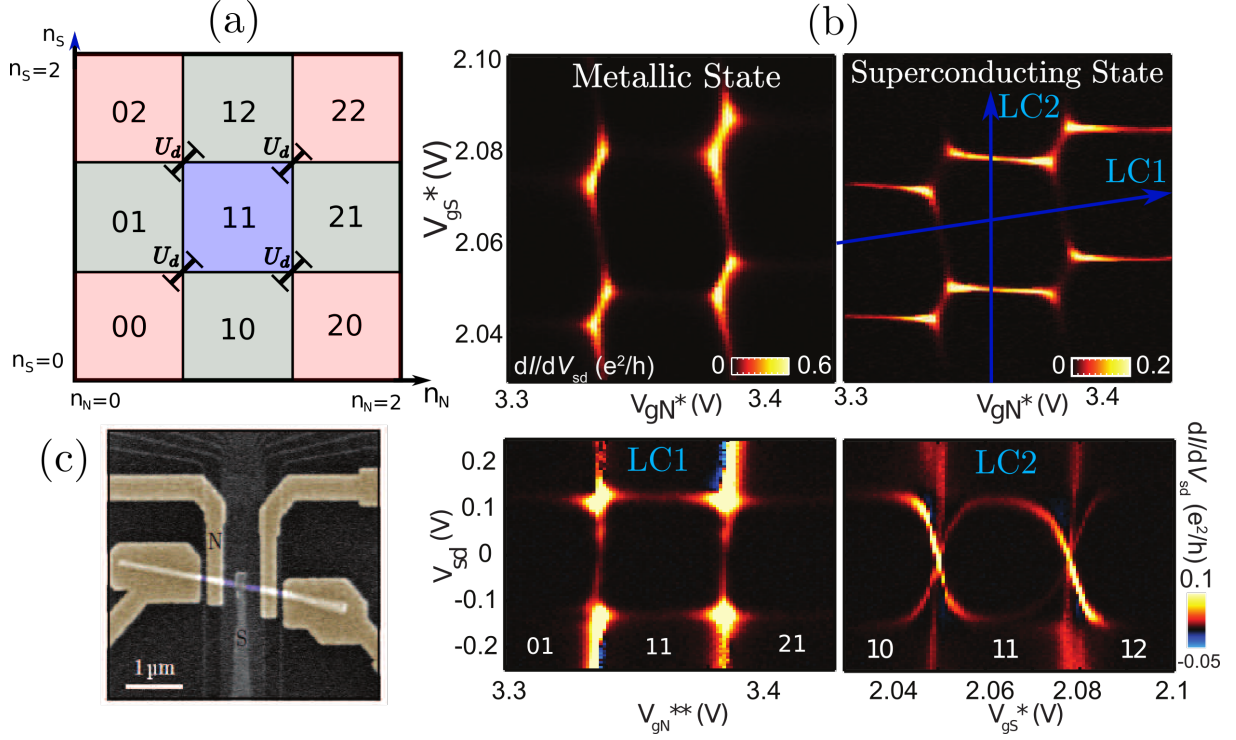 (a)
n_S
n_S=2
02 12 22
U_d U_d
01 11 21
U_d U_d
00 10 20
n_S=0
n_N=0 n_N=2 n_N
(b)
Metallic State
Superconducting State
LC2
LC1
2.10
2.08
2.06
2.04
V_gS* (V)
dI/dV_sd (e²/h) 0 0.6
0 0.2
3.3 3.4
V_gN* (V)
3.3 3.4
V_gN* (V)
(c)
N
S
1 μm
LC1
0.2
0.1
0
-0.1
-0.2
V_sd (V)
01 11 21
3.3 3.4
V_gN** (V)
LC2
10 11 12
2.04 2.06 2.08 2.1
V_gS* (V)
dI/dV_sd (e²/h)
0.1
-0.05